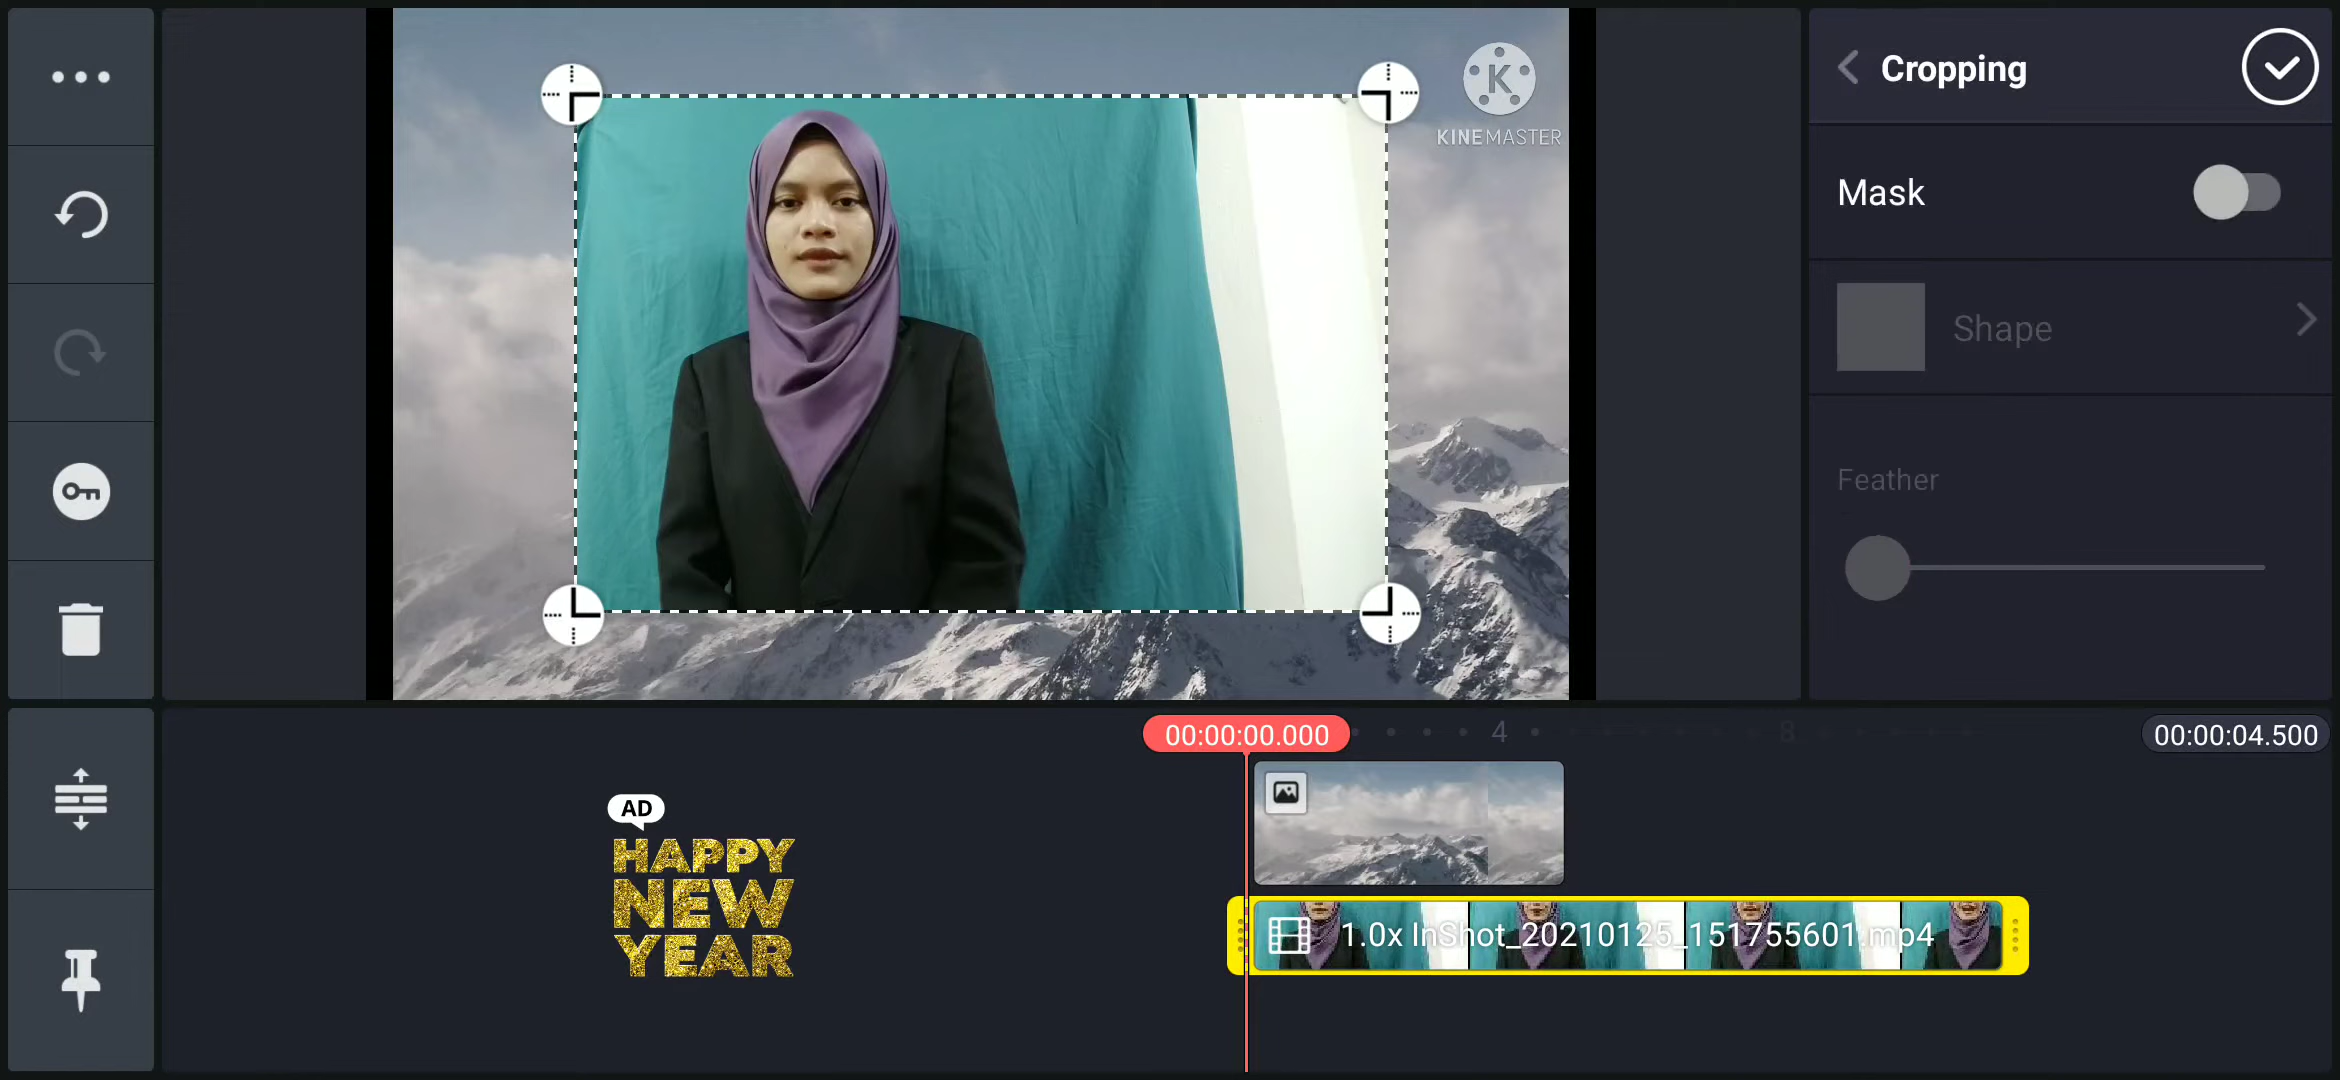 Cropping
K
KINEMASTER
Mask
Shape
Feather
00:00:00.000
4
8
00:00:04.500
AD
HAPPY
NEW
YEAR
1.0x InShot_20210125_151755601.mp4